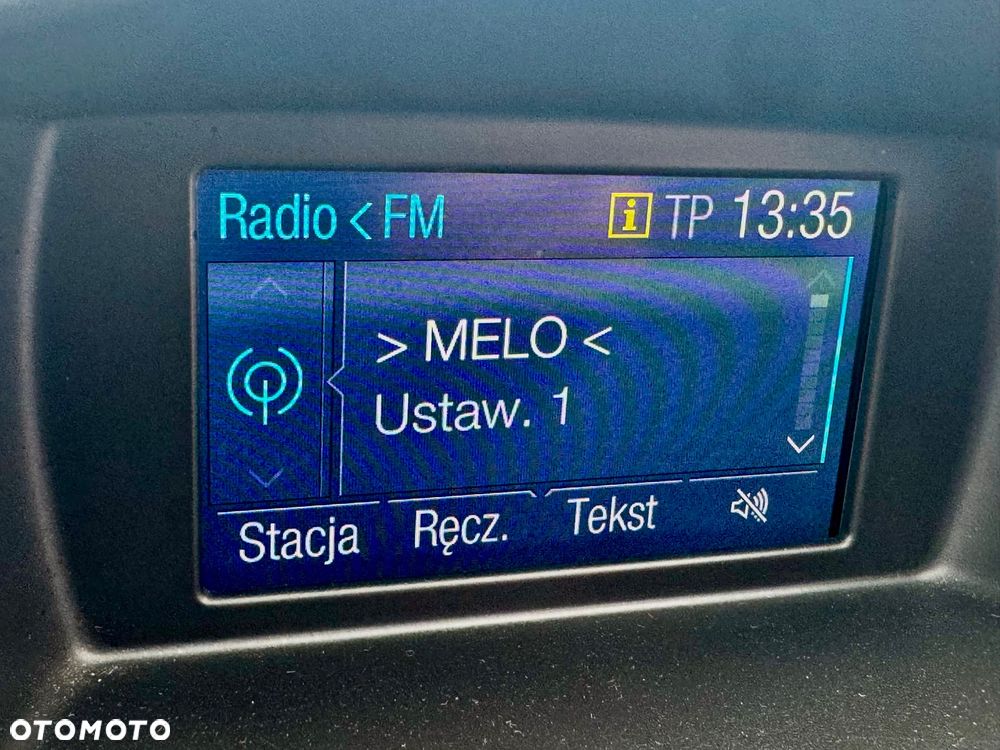 Radio < FM i TP 13:35
> MELO <
Ustaw. 1
Stacja Ręcz. Tekst
OTOMOTO